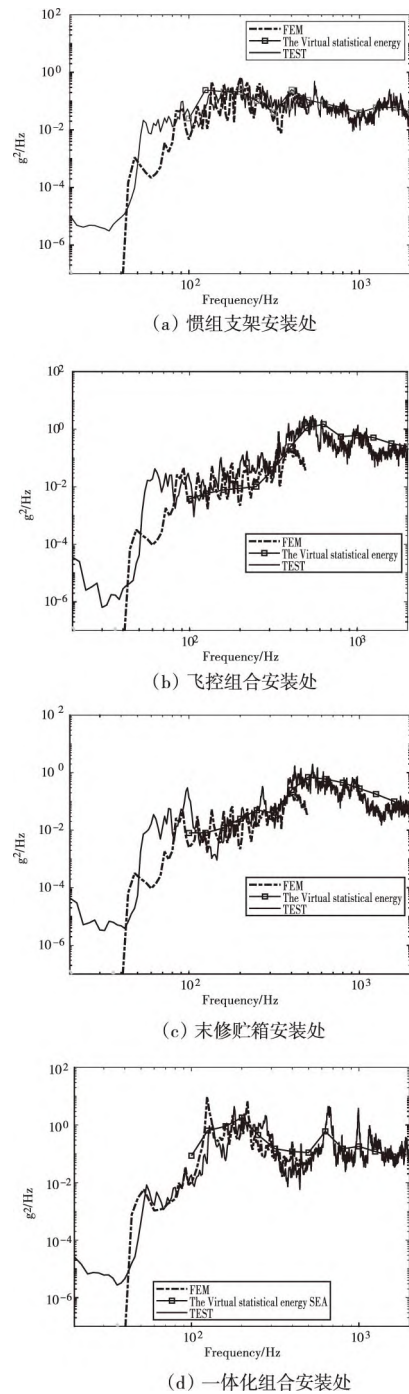 FEM
The Virtual statistical energy
TEST
10²
10⁰
10⁻²
10⁻⁴
10⁻⁶
g²/Hz
10² 10³
Frequency/Hz
(a) 惯组支架安装处
10²
10⁰
10⁻²
10⁻⁴
10⁻⁶
g²/Hz
FEM
The Virtual statistical energy
TEST
10² 10³
Frequency/Hz
(b) 飞控组合安装处
10²
10⁰
10⁻²
10⁻⁴
10⁻⁶
g²/Hz
FEM
The Virtual statistical energy
TEST
10² 10³
Frequency/Hz
(c) 末修贮箱安装处
10²
10⁰
10⁻²
10⁻⁴
10⁻⁶
g²/Hz
FEM
The Virtual statistical energy SEA
TEST
10² 10³
Frequency/Hz
(d) 一体化组合安装处